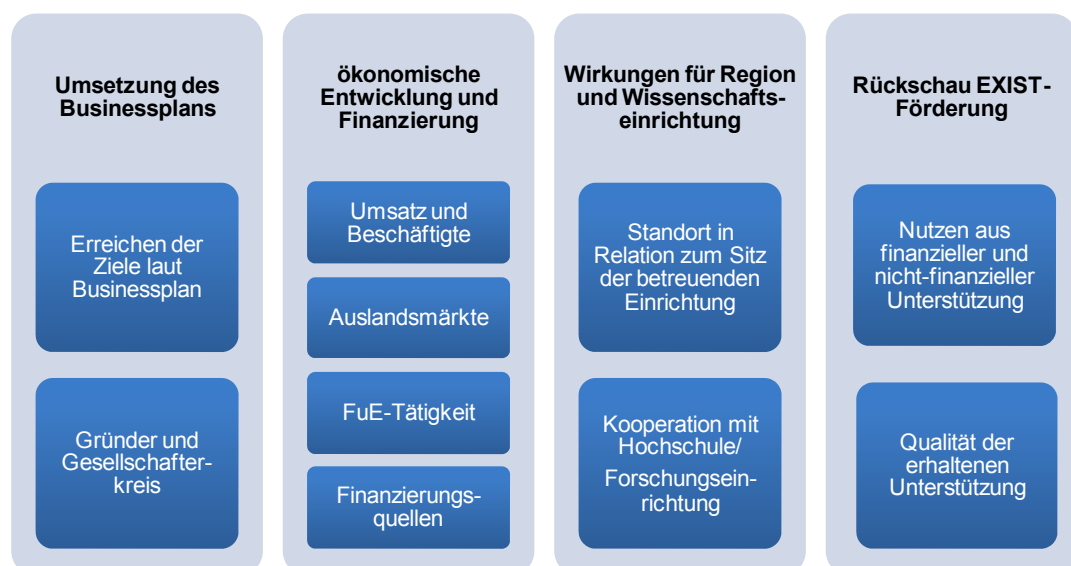 Umsetzung des
Businessplans
Erreichen der
Ziele laut
Businessplan
Gründer und
Gesellschafter-
kreis
ökonomische
Entwicklung und
Finanzierung
Umsatz und
Beschäftigte
Auslandsmärkte
FuE-Tätigkeit
Finanzierungs-
quellen
Wirkungen für Region
und Wissenschafts-
einrichtung
Standort in
Relation zum Sitz
der betreuenden
Einrichtung
Kooperation mit
Hochschule/
Forschungsein-
richtung
Rückschau EXIST-
Förderung
Nutzen aus
finanzieller und
nicht-finanzieller
Unterstützung
Qualität der
erhaltenen
Unterstützung